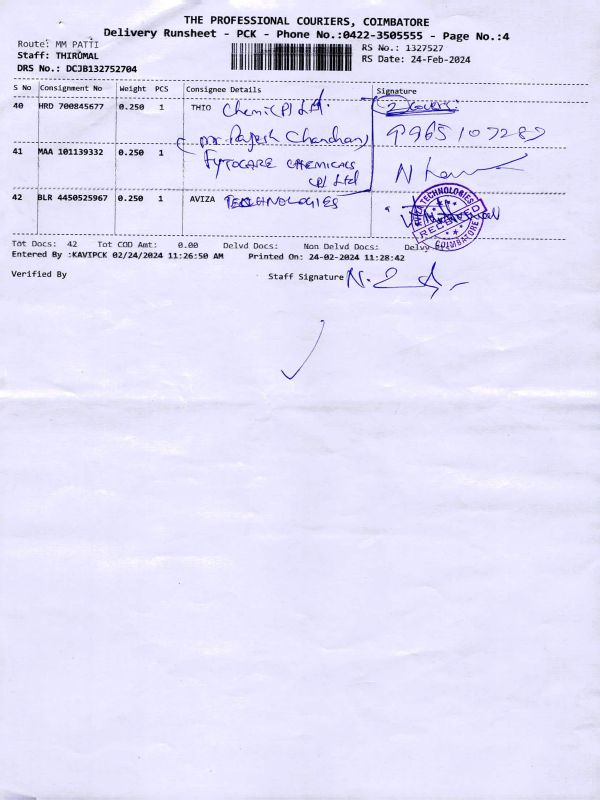 THE PROFESSIONAL COURIERS, COIMBATORE
Delivery Runsheet - PCK - Phone No.:0422-3505555 - Page No.:4
Route: MM PATTI
Staff: THIRUMAL
DRS No.: DCJB132752704
RS No.: 1327527
RS Date: 24-Feb-2024
S No Consignment No Weight PCS Consignee Details Signature
40 HRD 700845677 0.250 1 THIO Chemi(P) Ltd.
Mr Rajesh Chandran 9965107289
41 MAA 101139332 0.250 1 FYTOCARE CHEMICALS
(P) Ltd
42 BLR 4450525967 0.250 1 AVIZA TECHNOLOGIES
TECHNOLOGIES
RECEIVED
COIMBATORE
Tot Docs: 42 Tot COD Amt: 0.00 Delvd Docs: Non Delvd Docs: Delvy
Entered By :KAVIPCK 02/24/2024 11:26:50 AM Printed On: 24-02-2024 11:28:42
Verified By Staff Signature